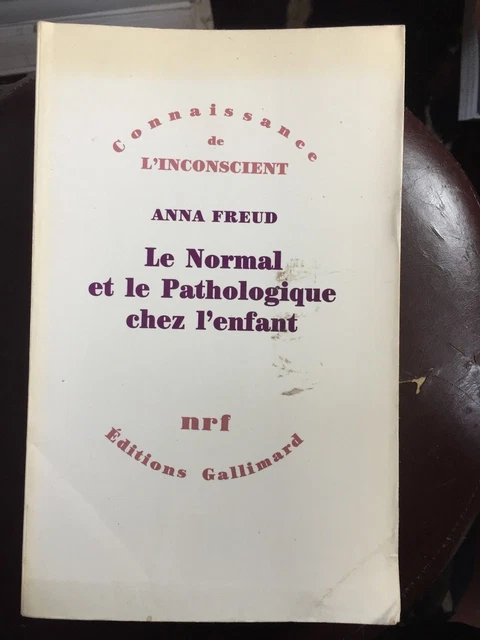 Connaissance
de
L'INCONSCIENT
ANNA FREUD
Le Normal
et le Pathologique
chez l'enfant
nrf
Éditions Gallimard